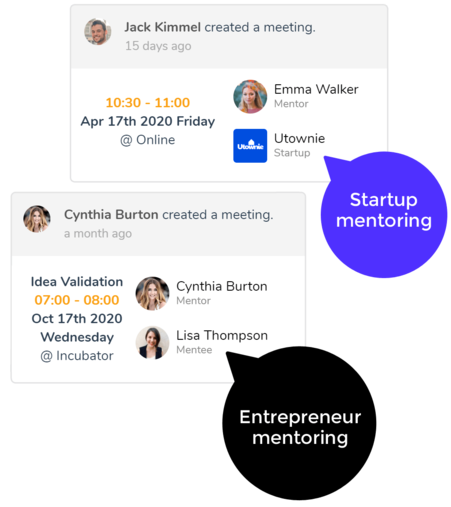 Jack Kimmel created a meeting.
15 days ago
10:30 - 11:00
Apr 17th 2020 Friday
@ Online
Emma Walker
Mentor
Utownie
Utownie
Startup
Startup
mentoring
Cynthia Burton created a meeting.
a month ago
Idea Validation
07:00 - 08:00
Oct 17th 2020
Wednesday
@ Incubator
Cynthia Burton
Mentor
Lisa Thompson
Mentee
Entrepreneur
mentoring